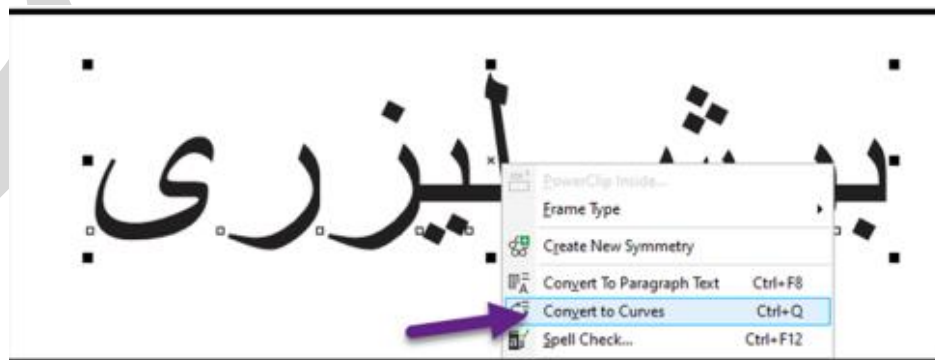 برش لیزری
PowerClip Inside...
Frame Type
Create New Symmetry
Convert To Paragraph Text Ctrl+F8
Convert to Curves Ctrl+Q
Spell Check... Ctrl+F12